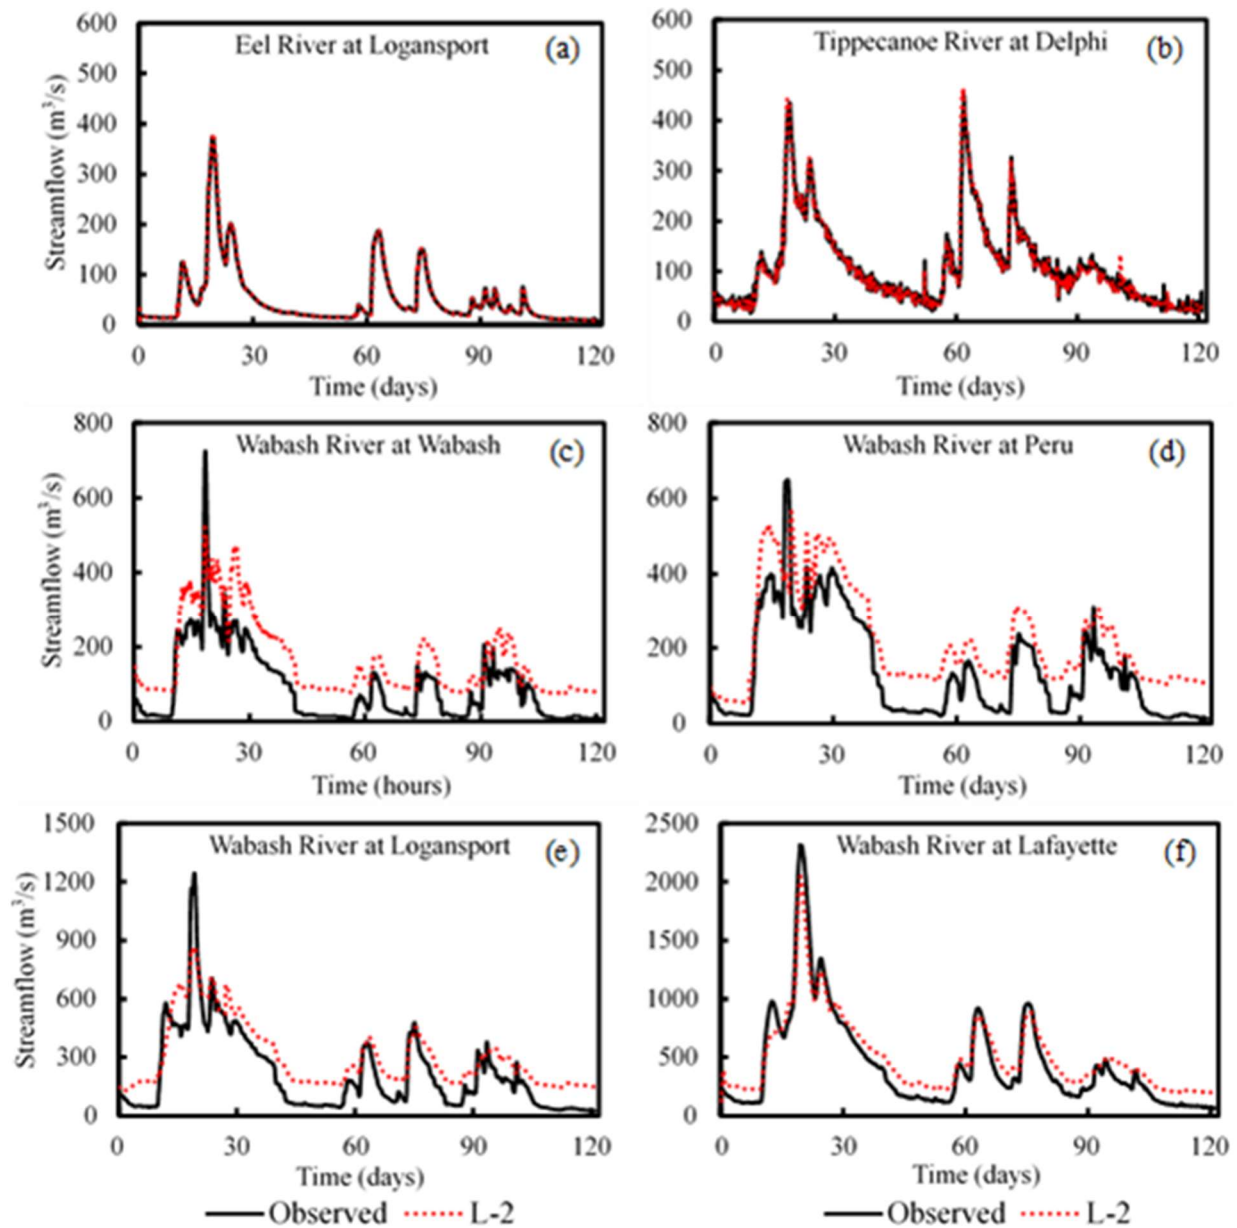 600
500
400
300
200
100
0
Streamflow (m³/s)
Eel River at Logansport (a)
0 30 60 90 120
Time (days)
600
500
400
300
200
100
0
Tippecanoe River at Delphi (b)
0 30 60 90 120
Time (days)
800
600
400
200
0
Streamflow (m³/s)
Wabash River at Wabash (c)
0 30 60 90 120
Time (hours)
800
600
400
200
0
Wabash River at Peru (d)
0 30 60 90 120
Time (days)
1500
1200
900
600
300
0
Streamflow (m³/s)
Wabash River at Logansport (e)
0 30 60 90 120
Time (days)
2500
2000
1500
1000
500
0
Wabash River at Lafayette (f)
0 30 60 90 120
Time (days)
Observed L-2
Observed L-2